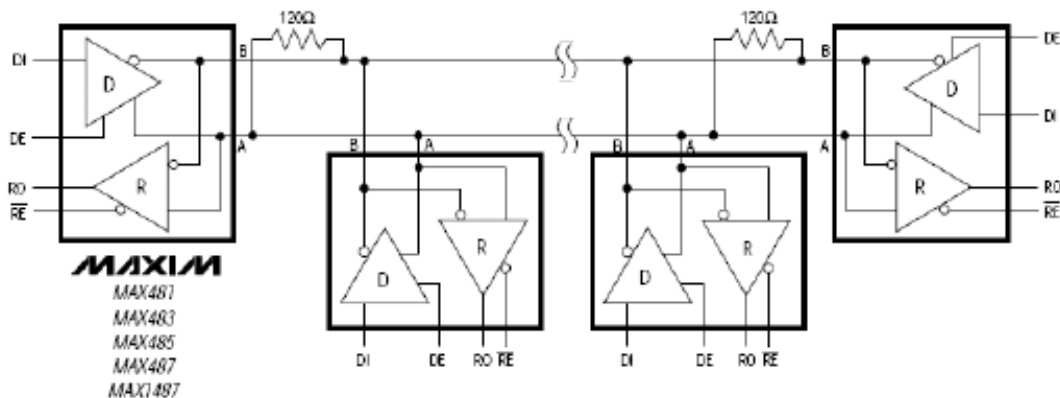 120Ω 120Ω
DI B B DE
D D
DI
DE A B A B A A
R R
RO RO
RE RE
R R
D D
MAXIM
MAX481
MAX483
MAX485
MAX487
MAX1487
DI DE RO RE DI DE RO RE